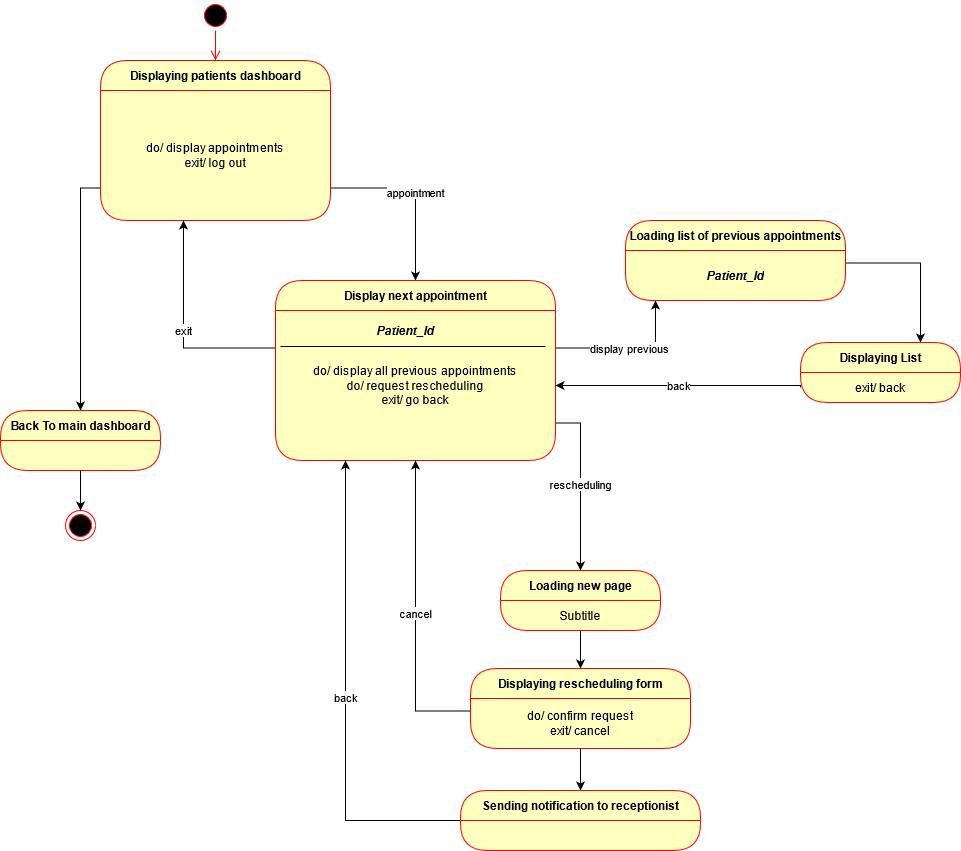 Displaying patients dashboard
do/ display appointments
exit/ log out
appointment
Loading list of previous appointments
Patient_Id
Display next appointment
Patient_Id
do/ display all previous appointments
do/ request rescheduling
exit/ go back
exit
display previous
Displaying List
exit/ back
back
Back To main dashboard
rescheduling
Loading new page
Subtitle
cancel
Displaying rescheduling form
do/ confirm request
exit/ cancel
back
Sending notification to receptionist